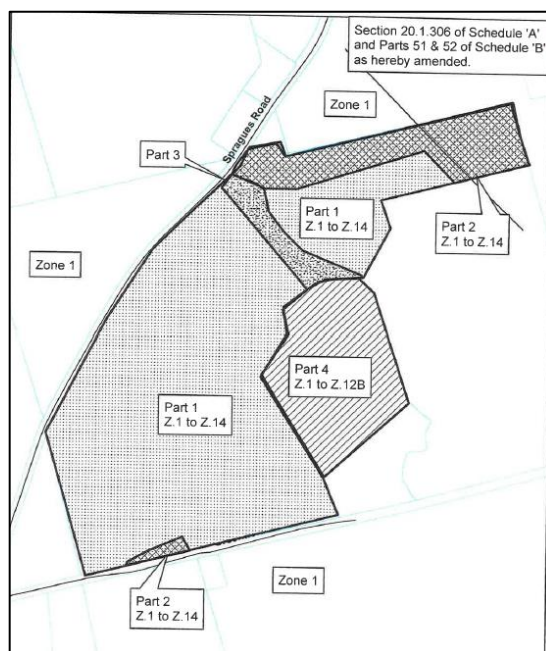 Section 20.1.306 of Schedule 'A'
and Parts 51 & 52 of Schedule 'B'
as hereby amended.
Zone 1
Spragues Road
Part 3
Part 1
Z.1 to Z.14
Part 2
Z.1 to Z.14
Zone 1
Part 4
Z.1 to Z.12B
Part 1
Z.1 to Z.14
Zone 1
Part 2
Z.1 to Z.14